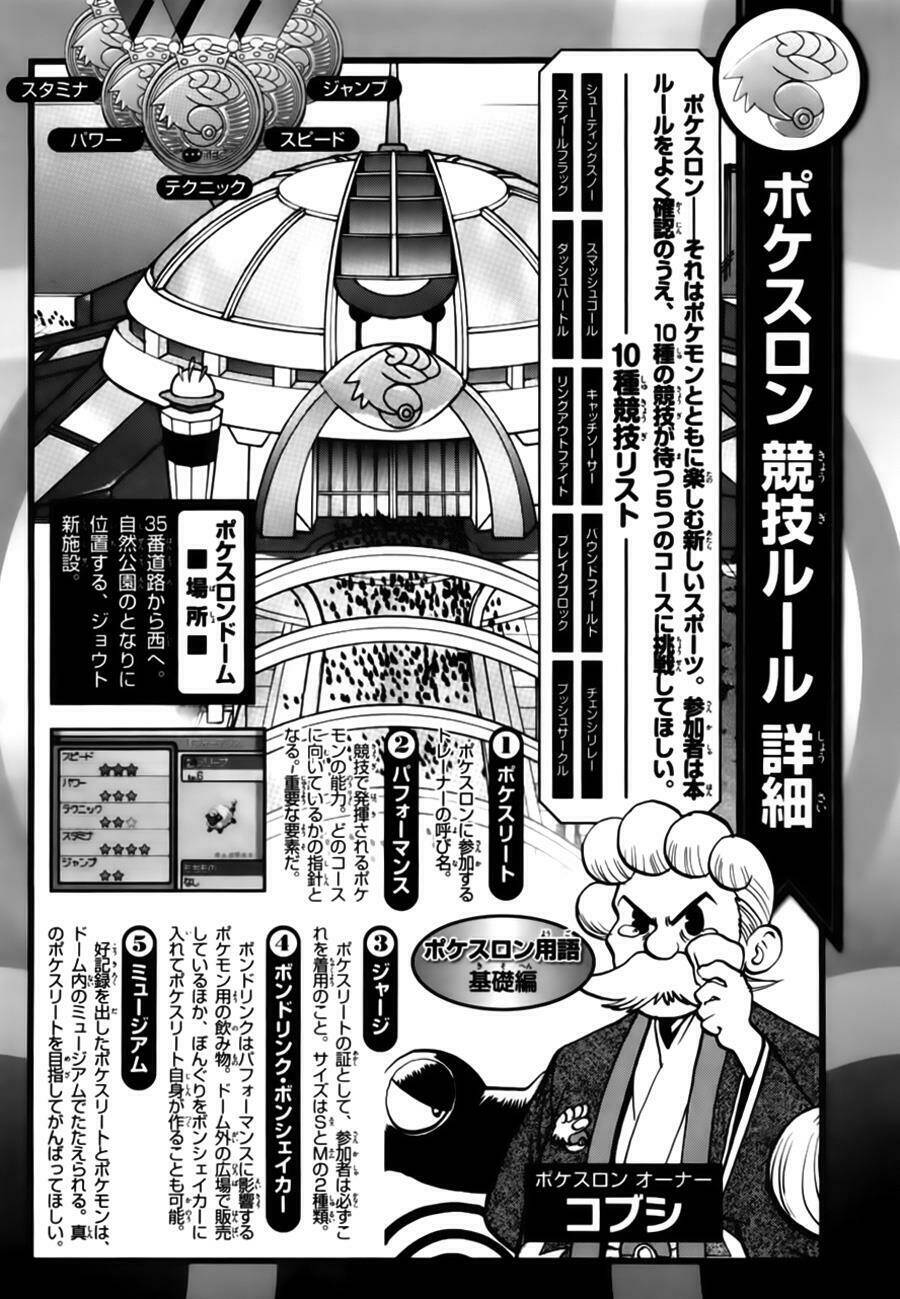 ポケスロン 競技ルール 詳細
ポケスロン――それはポケモンとともに楽しむ新しいスポーツ。参加者は本
ルールをよく確認のうえ、10種の競技が待つ5つのコースに挑戦してほしい。
10種競技リスト
シューティングスノー
スマッシュゴール
キャッチソーサー
バウンドフィールド
チェンジリレー
スティールフラッグ
ダッシュハードル
リングアウトファイト
ブレイクブロック
プッシュサークル
スタミナ
パワー
テクニック
スピード
ジャンプ
ポケスロンドーム
■場所■
35番道路から西へ。
自然公園のとなりに
位置する、ジョウト
新施設。
ポケスロン用語
基礎編
1 ポケスリート
ポケスロンに参加する
トレーナーの呼び名。
2 パフォーマンス
競技で発揮されるポケ
モンの能力。どのコース
に向いているかの指針と
なる。重要な要素だ。
スピード
パワー
テクニック
スタミナ
ジャンプ
Lv.6
なし
3 ジャージ
ポケスリートの証として、参加者は必ずこ
れを着用のこと。サイズはSとMの2種類。
4 ボンドリンク・ボンシェイカー
ボンドリンクはパフォーマンスに影響する
ポケモン用の飲み物。ドーム外の広場で販売
しているほか、ぼんぐりをボンシェイカーに
入れてポケスリート自身が作ることも可能。
5 ミュージアム
好記録を出したポケスリートとポケモンは、
ドーム内のミュージアムでたたえられる。真
のポケスリートを目指してがんばってほしい。
ポケスロン オーナー
コブシ